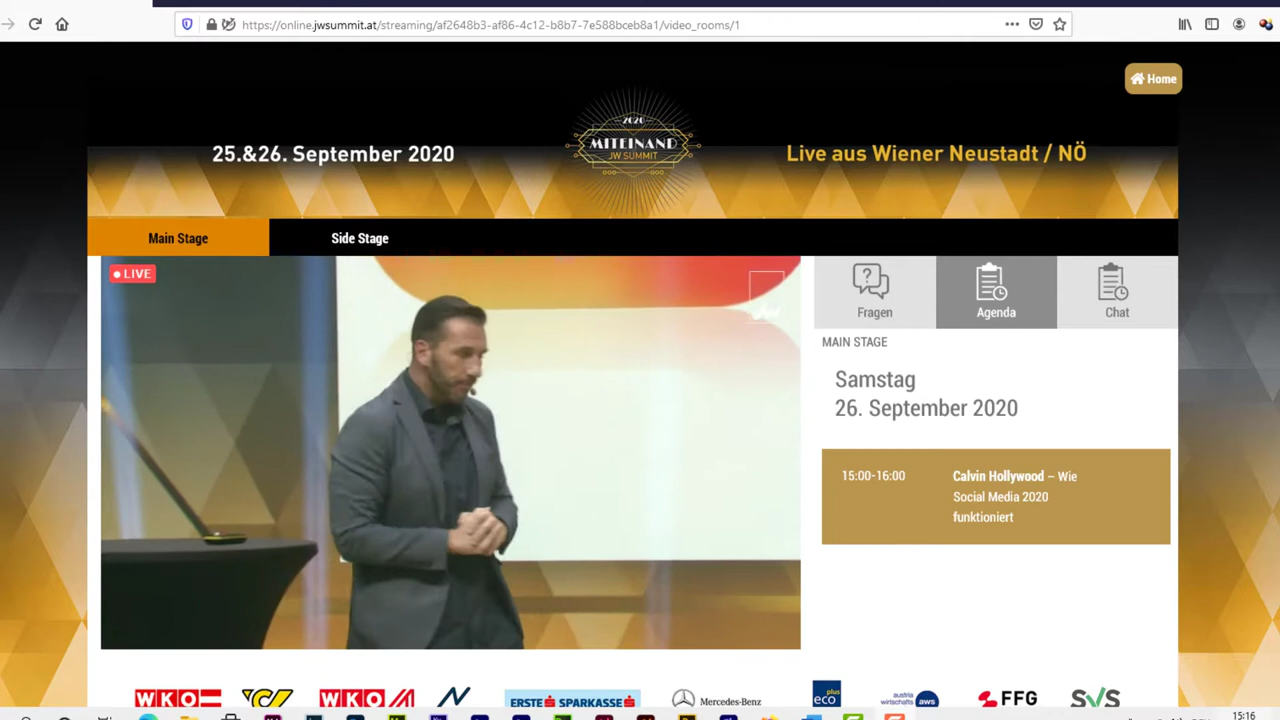 https://online.jwsummit.at/streaming/af2648b3-af86-4c12-b8b7-7e588bceb8a1/video_rooms/1
Home
25.&26. September 2020
2020
MITEINAND
JW SUMMIT
Live aus Wiener Neustadt / NÖ
Main Stage
Side Stage
LIVE
Fragen
Agenda
Chat
MAIN STAGE
Samstag
26. September 2020
15:00-16:00
Calvin Hollywood – Wie
Social Media 2020
funktioniert
WKO
WKO
ERSTE SPARKASSE
Mercedes-Benz
eco plus
austria wirtschafts aws
FFG
SVS
15:16